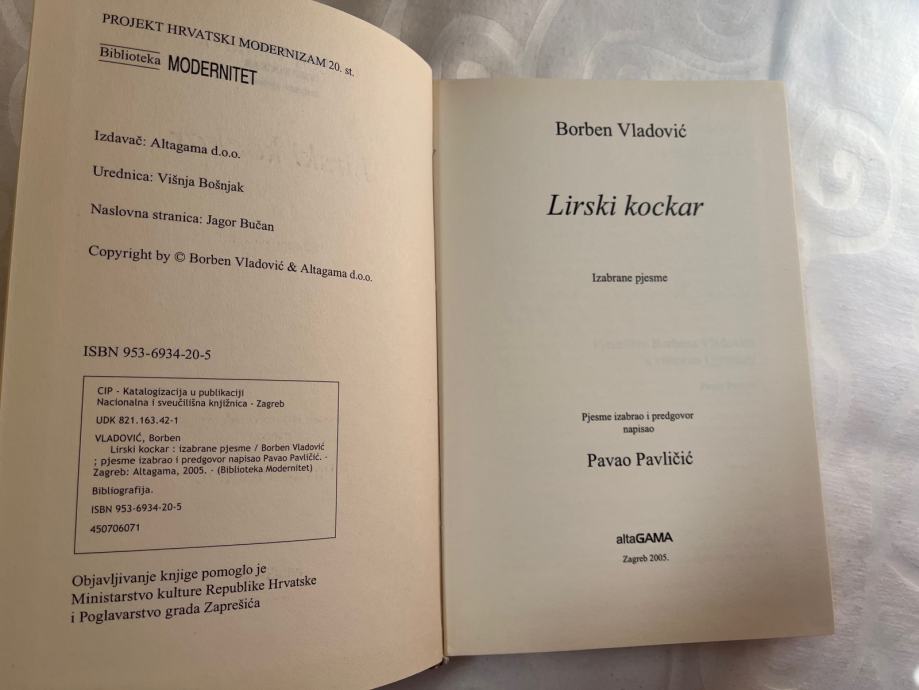 PROJEKT HRVATSKI MODERNIZAM 20. st.
Biblioteka MODERNITET
Izdavač: Altagama d.o.o.
Urednica: Višnja Bošnjak
Naslovna stranica: Jagor Bučan
Copyright by © Borben Vladović & Altagama d.o.o.
ISBN 953-6934-20-5
CIP - Katalogizacija u publikaciji
Nacionalna i sveučilišna knjižnica - Zagreb
UDK 821.163.42-1
VLADOVIĆ, Borben
Lirski kockar : izabrane pjesme / Borben Vladović
; pjesme izabrao i predgovor napisao Pavao Pavličić. -
Zagreb: Altagama, 2005. - (Biblioteka Modernitet)
Bibliografija.
ISBN 953-6934-20-5
450706071
Objavljivanje knjige pomoglo je
Ministarstvo kulture Republike Hrvatske
i Poglavarstvo grada Zaprešića
Borben Vladović
Lirski kockar
Izabrane pjesme
Pjesme izabrao i predgovor
napisao
Pavao Pavličić
altaGAMA
Zagreb 2005.